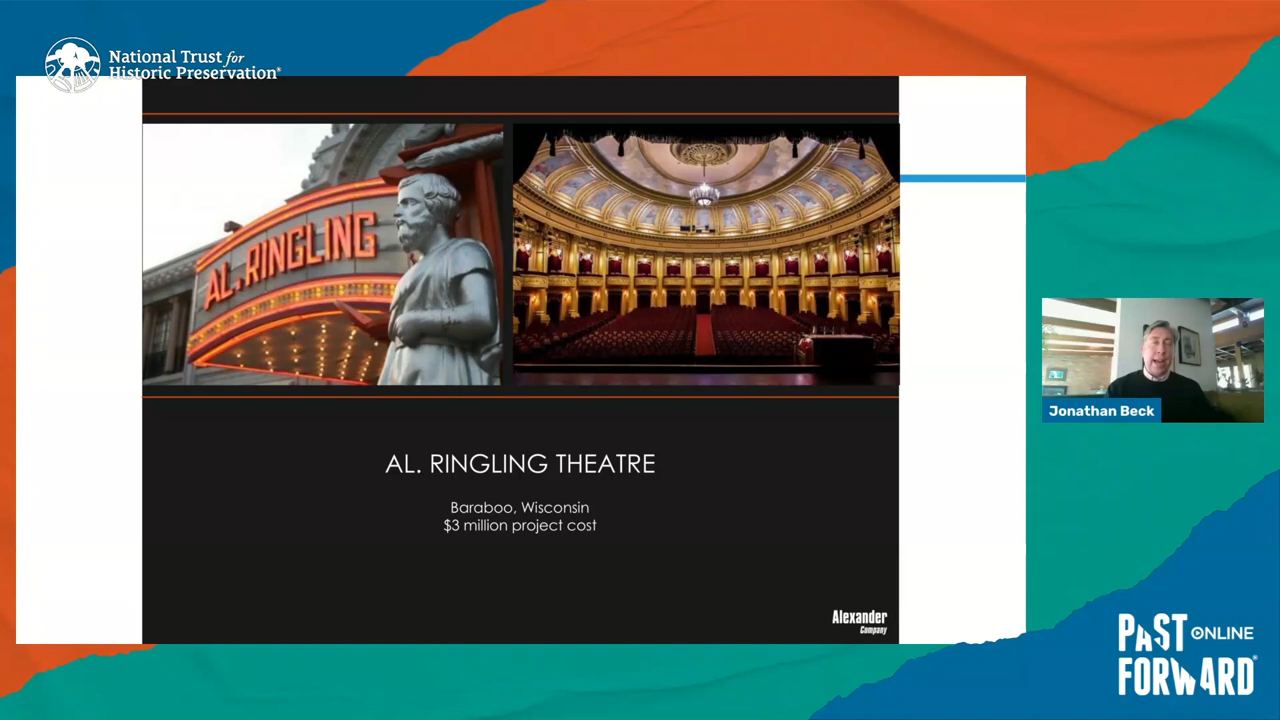 National Trust for
Historic Preservation®
AL. RINGLING
AL. RINGLING THEATRE
Baraboo, Wisconsin
$3 million project cost
Alexander
Company
Jonathan Beck
PAST ONLINE
FORWARD®